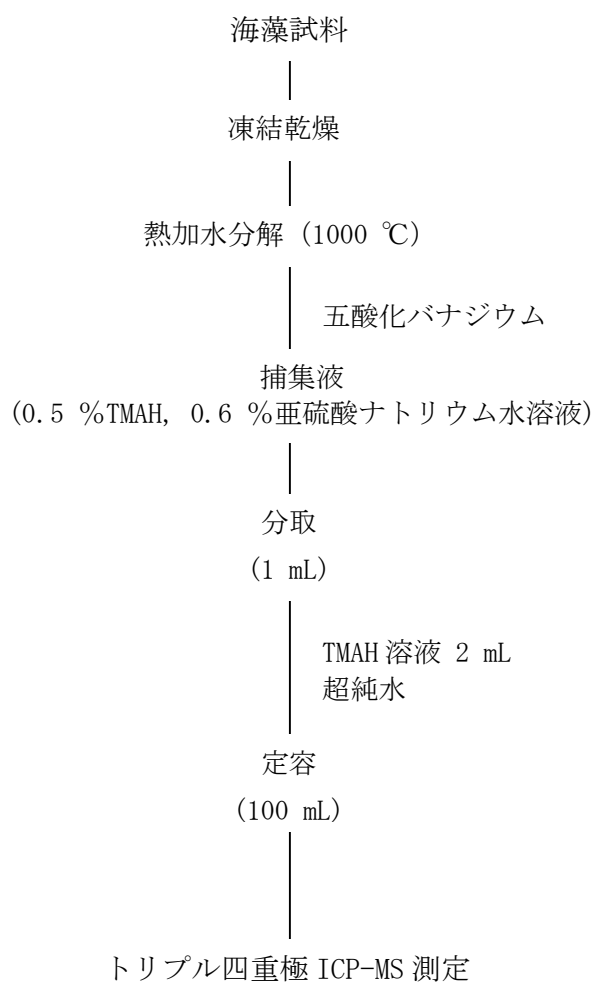 海藻試料
凍結乾燥
熱加水分解 (1000 ℃)
五酸化バナジウム
捕集液
(0.5 %TMAH, 0.6 %亜硫酸ナトリウム水溶液)
分取
(1 mL)
TMAH 溶液 2 mL
超純水
定容
(100 mL)
トリプル四重極 ICP-MS 測定